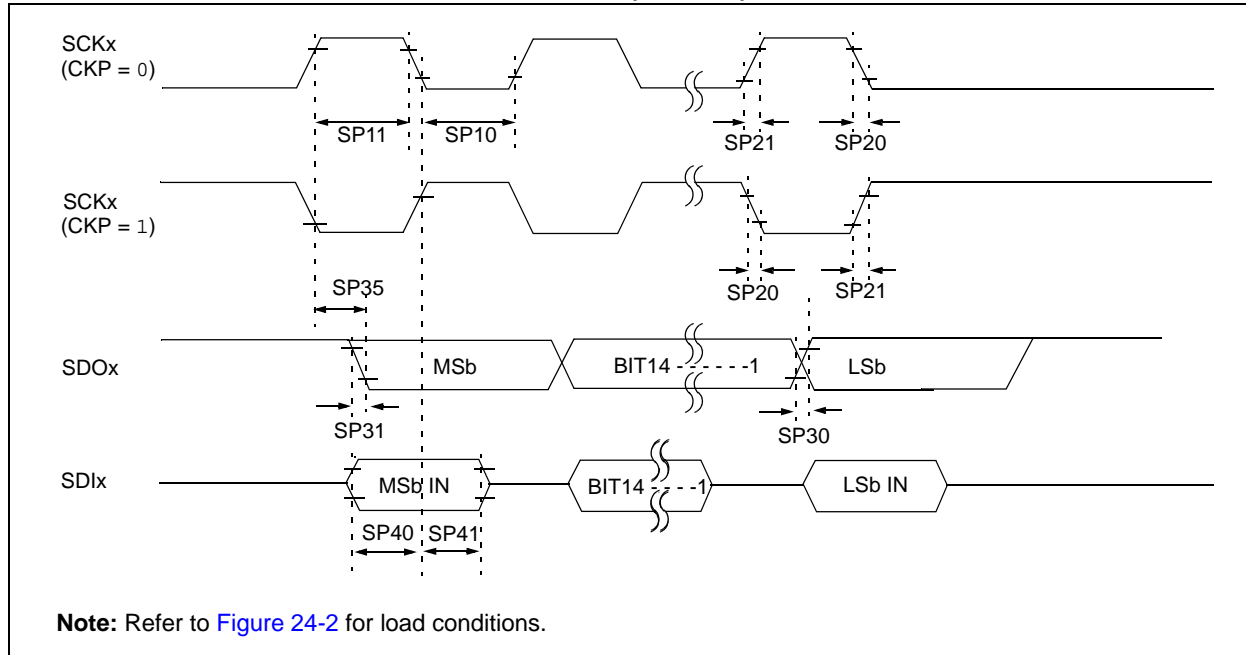 SCKx
(CKP = 0)
SP11
SP10
SP21
SP20
SCKx
(CKP = 1)
SP35
SP20
SP21
SDOx
MSb
BIT14 - - - - - -1
LSb
SP31
SP30
SDIx
MSb IN
BIT14 - - - -1
LSb IN
SP40
SP41
Note: Refer to Figure 24-2 for load conditions.